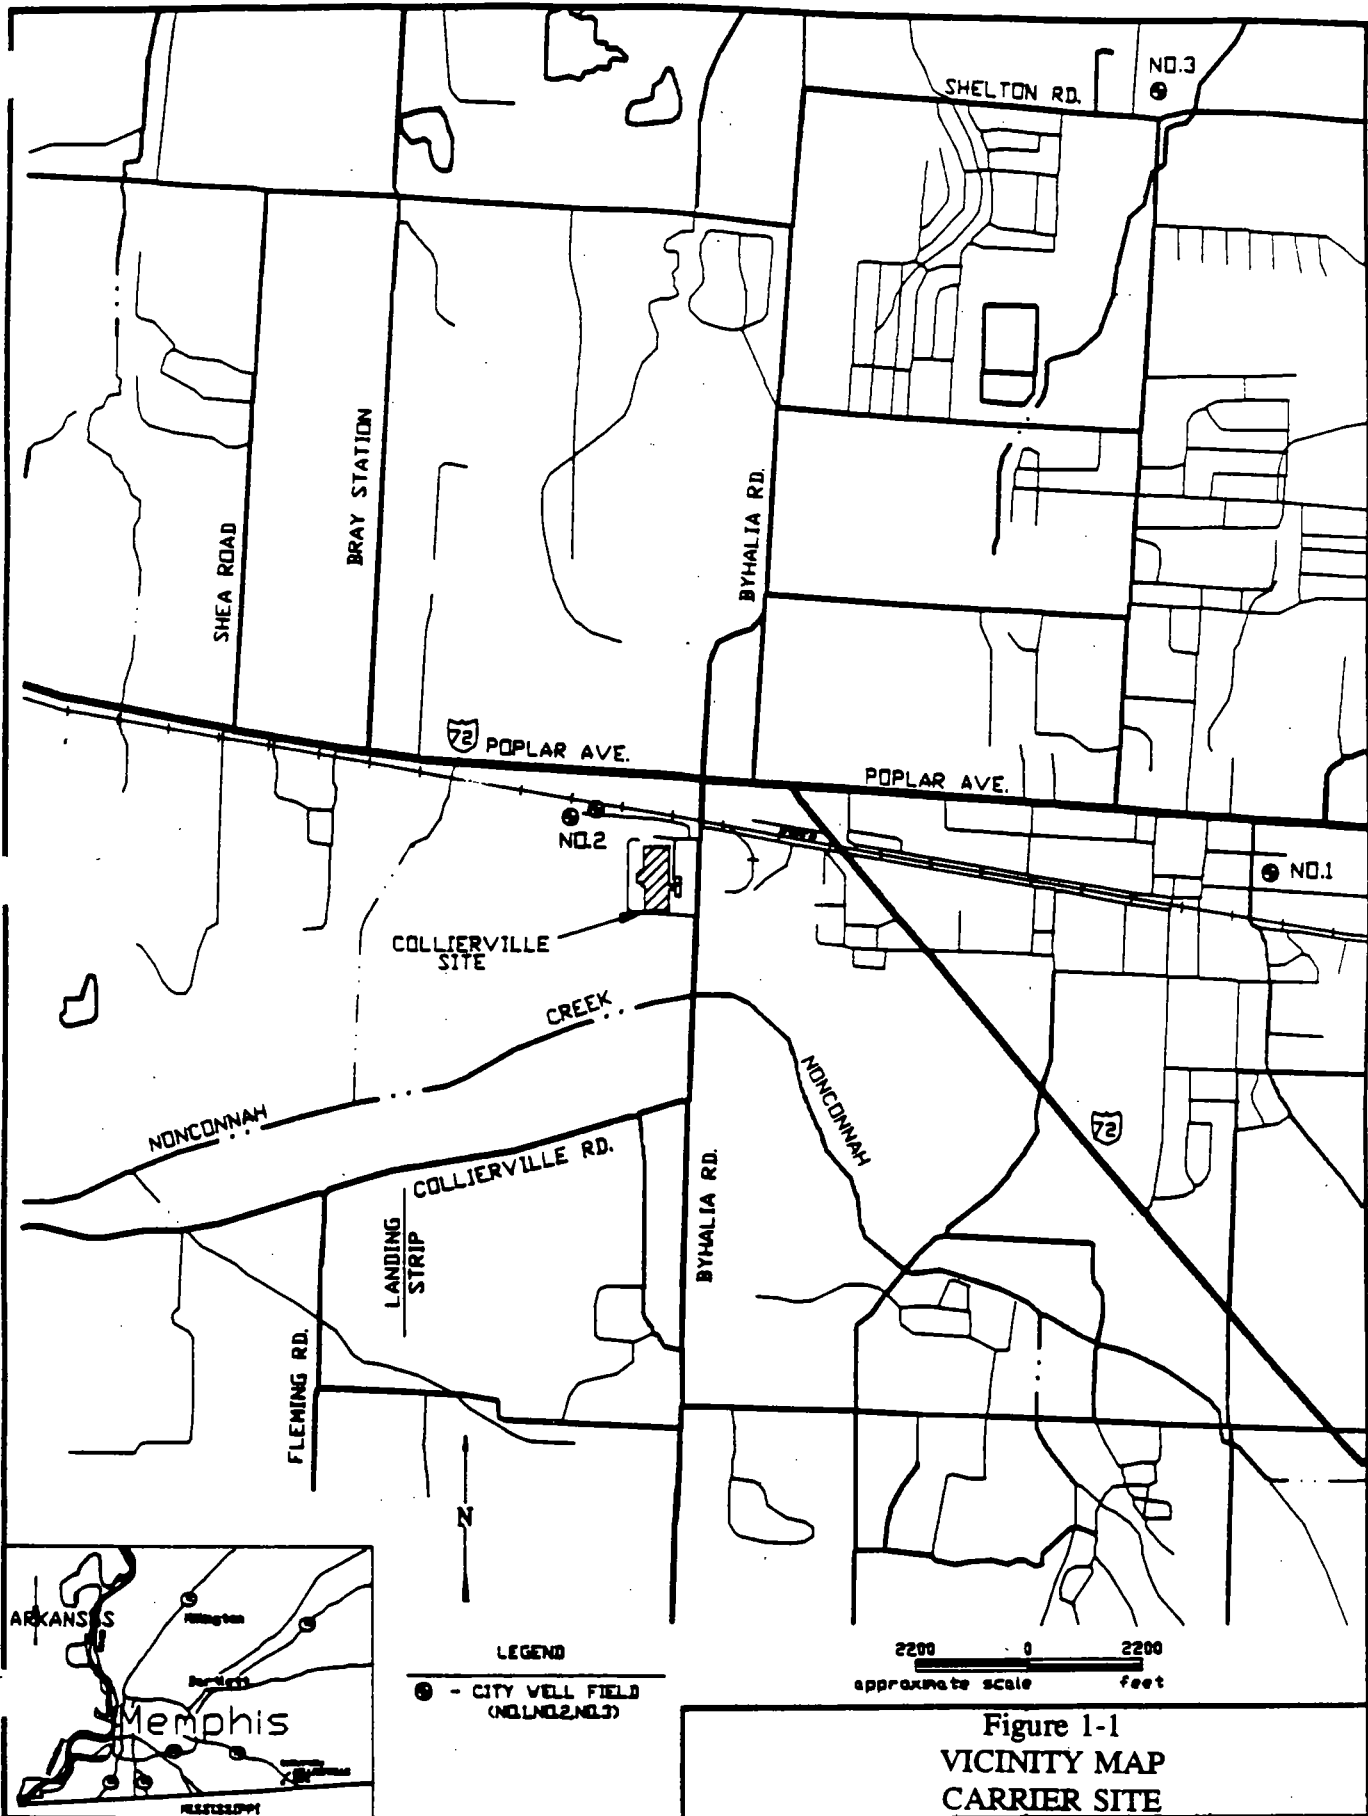 NO.3
SHELTON RD.
BRAY STATION
BYHALIA RD.
SHEA ROAD
72
POPLAR AVE.
POPLAR AVE.
NO.2
NO.1
COLLIERVILLE
SITE
CREEK
NONCONNAH
NONCONNAH
72
COLLIERVILLE RD.
BYHALIA RD.
LANDING
STRIP
FLEMING RD.
N
ARKANSAS
Bartlett
Memphis
MISSISSIPPI
LEGEND
- CITY WELL FIELD
(NO.1,NO.2,NO.3)
2200 0 2200
approximate scale feet
Figure 1-1
VICINITY MAP
CARRIER SITE